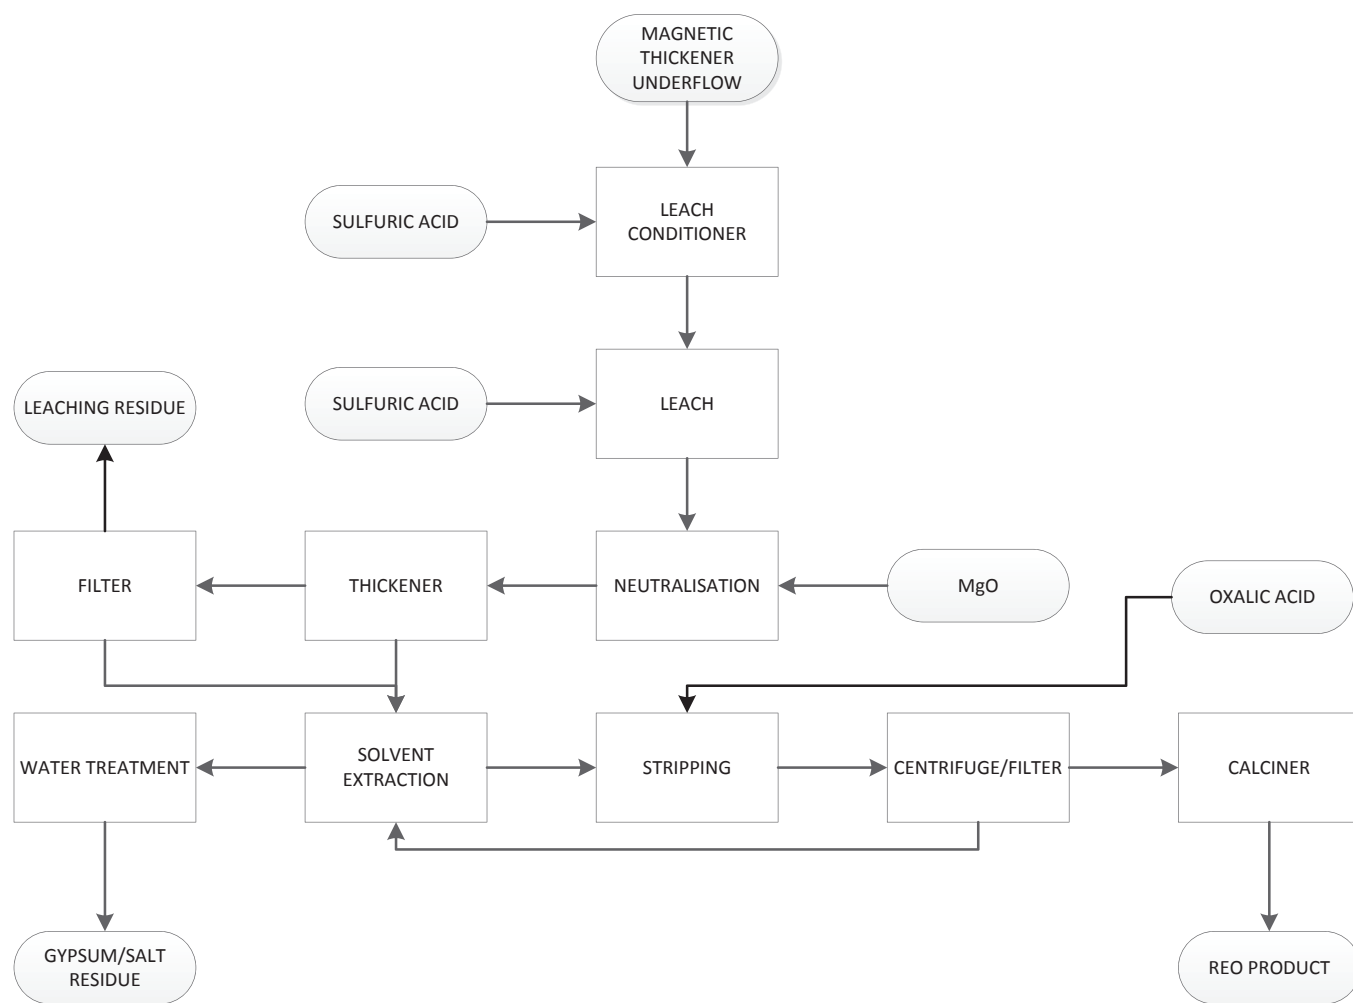 MAGNETIC
THICKENER
UNDERFLOW
SULFURIC ACID
LEACH
CONDITIONER
LEACHING RESIDUE
SULFURIC ACID
LEACH
FILTER
THICKENER
NEUTRALISATION
MgO
OXALIC ACID
WATER TREATMENT
SOLVENT
EXTRACTION
STRIPPING
CENTRIFUGE/FILTER
CALCINER
GYPSUM/SALT
RESIDUE
REO PRODUCT